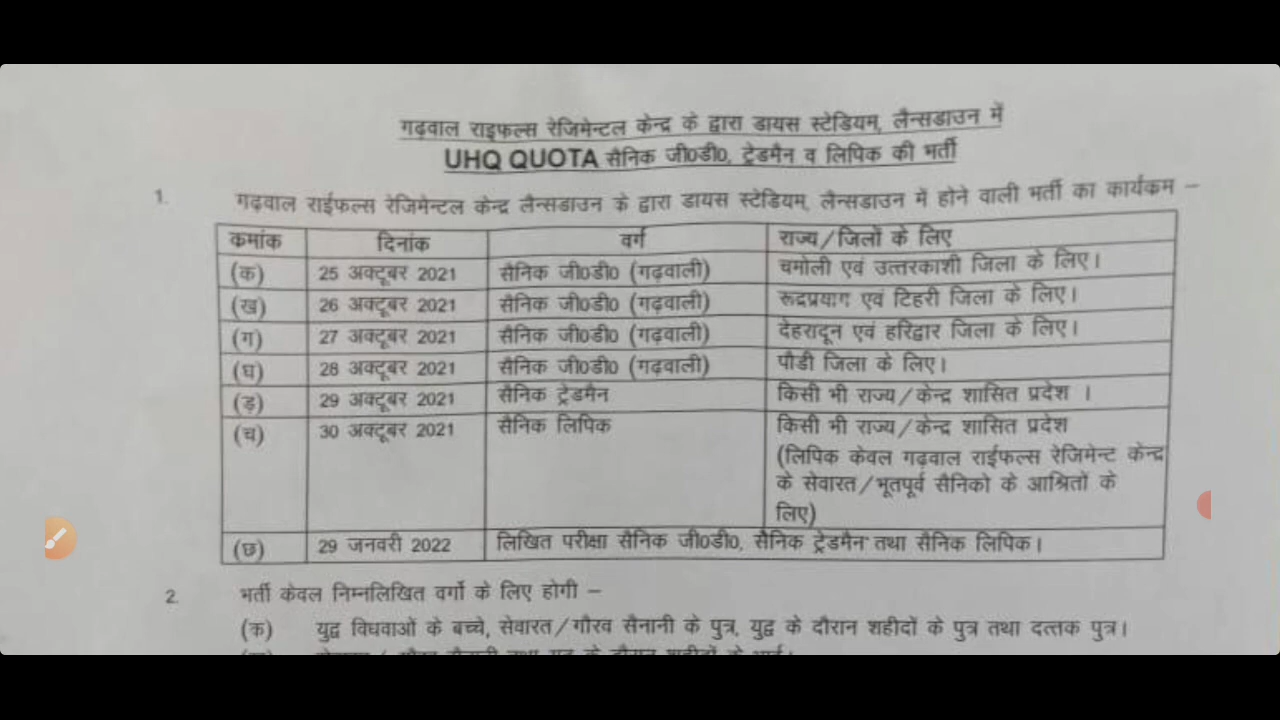 गढ़वाल राइफल्स रेजिमेन्टल केन्द्र के द्वारा डायस स्टेडियम, लैन्सडाउन में
UHQ QUOTA सैनिक जी0डी0, ट्रेडमैन व लिपिक की भर्ती
1. गढ़वाल राईफल्स रेजिमेन्टल केन्द्र लैन्सडाउन के द्वारा डायस स्टेडियम, लैन्सडाउन में होने वाली भर्ती का कार्यकम –
कमांक दिनांक वर्ग राज्य/जिलों के लिए
(क) 25 अक्टूबर 2021 सैनिक जी0डी0 (गढ़वाली) चमोली एवं उत्तरकाशी जिला के लिए।
(ख) 26 अक्टूबर 2021 सैनिक जी0डी0 (गढ़वाली) रूदप्रयाग एवं टिहरी जिला के लिए।
(ग) 27 अक्टूबर 2021 सैनिक जी0डी0 (गढ़वाली) देहरादून एवं हरिद्वार जिला के लिए।
(घ) 28 अक्टूबर 2021 सैनिक जी0डी0 (गढ़वाली) पौडी जिला के लिए।
(ड़) 29 अक्टूबर 2021 सैनिक ट्रेडमैन किसी भी राज्य/केन्द्र शासित प्रदेश ।
(च) 30 अक्टूबर 2021 सैनिक लिपिक किसी भी राज्य/केन्द्र शासित प्रदेश
(लिपिक केवल गढ़वाल राईफल्स रेजिमेन्ट केन्द्र
के सेवारत/भूतपूर्व सैनिको के आश्रितों के
लिए)
(छ) 29 जनवरी 2022 लिखित परीक्षा सैनिक जी0डी0, सैनिक ट्रेडमैन तथा सैनिक लिपिक।
2. भर्ती केवल निम्नलिखित वर्गो के लिए होगी –
(क) युद्व विधवाओं के बच्चे, सेवारत/गौरव सैनानी के पुत्र, युद्व के दौरान शहीदों के पुत्र तथा दत्तक पुत्र।